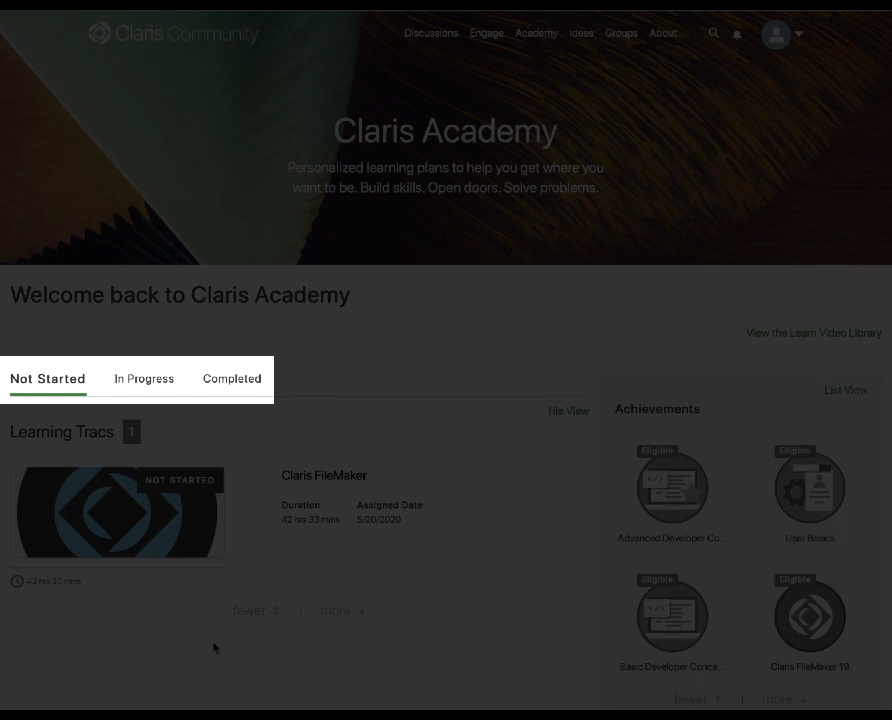 Claris Community
Discussions Engage Academy Ideas Groups About
Claris Academy
Personalized learning plans to help you get where you
want to be. Build skills. Open doors. Solve problems.
Welcome back to Claris Academy
View the Learn Video Library
Not Started In Progress Completed
List View
Tile View
Achievements
Learning Tracs 1
NOT STARTED
Claris FileMaker
Duration Assigned Date
42 hrs 33 mins 5/20/2020
42 hrs 33 mins
fewer more
Eligible Eligible
Advanced Developer Co... User Basics
Eligible Eligible
Basic Developer Conce... Claris FileMaker 19
fewer more